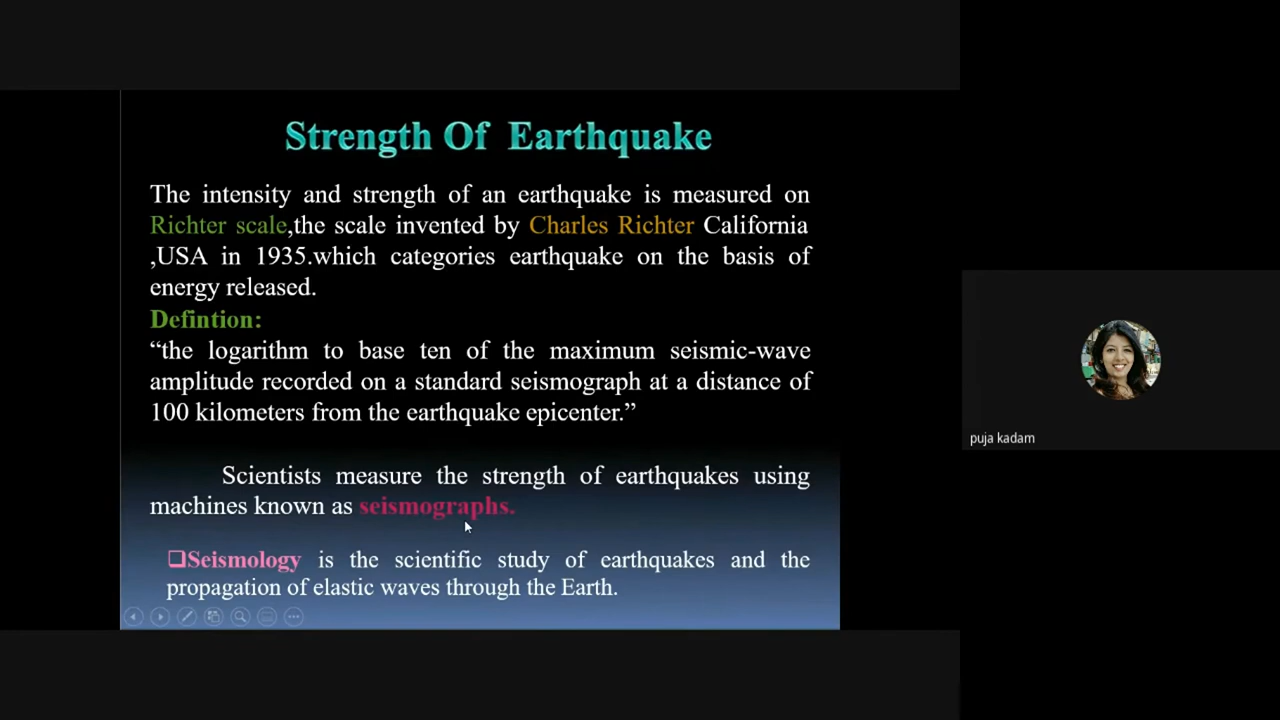 Strength Of Earthquake
The intensity and strength of an earthquake is measured on
Richter scale,the scale invented by Charles Richter California
,USA in 1935.which categories earthquake on the basis of
energy released.
Defintion:
“the logarithm to base ten of the maximum seismic-wave
amplitude recorded on a standard seismograph at a distance of
100 kilometers from the earthquake epicenter.”
Scientists measure the strength of earthquakes using
machines known as seismographs.
❑Seismology is the scientific study of earthquakes and the
propagation of elastic waves through the Earth.
puja kadam